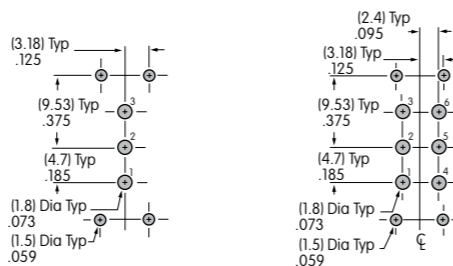 (3.18) Typ
.125
(9.53) Typ
.375
(4.7) Typ
.185
(1.8) Dia Typ
.073
(1.5) Dia Typ
.059
3
2
1
(2.4) Typ
.095
(3.18) Typ
.125
(9.53) Typ
.375
(4.7) Typ
.185
(1.8) Dia Typ
.073
(1.5) Dia Typ
.059
3 6
2 5
1 4
℄